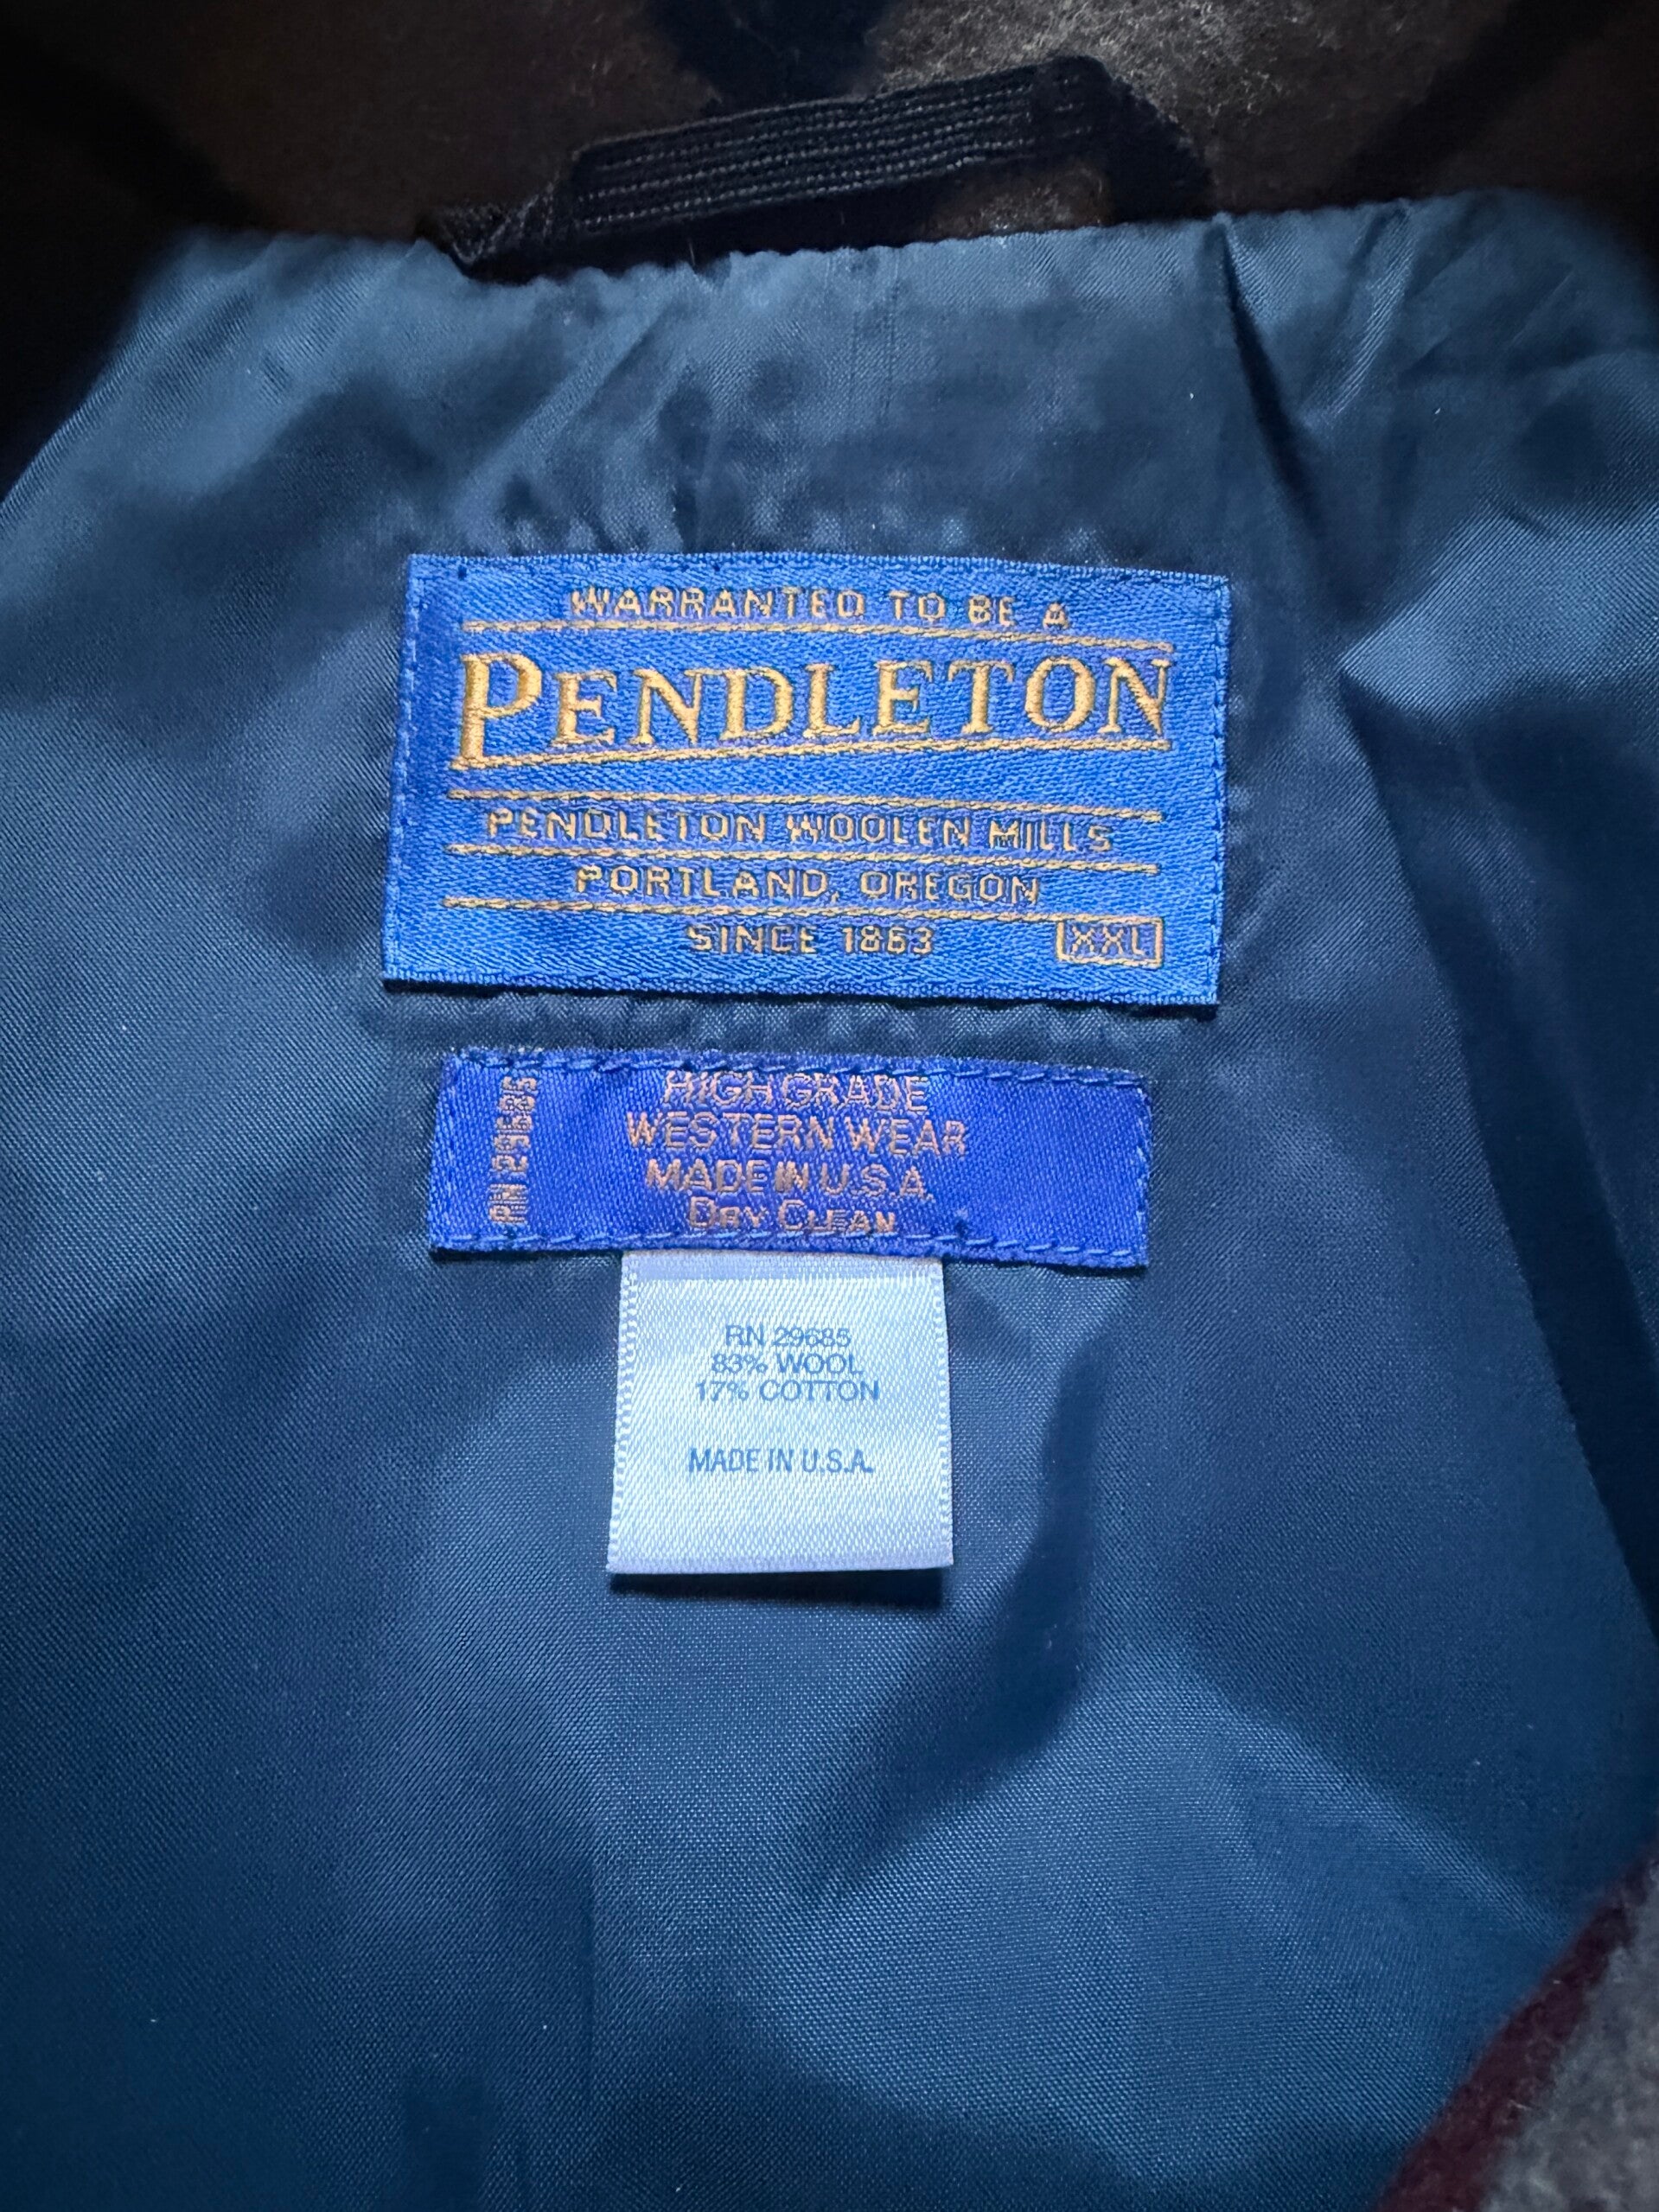 WARRANTED TO BE A
PENDLETON
PENDLETON WOOLEN MILLS
PORTLAND, OREGON
SINCE 1863 XXL
RN 29685
HIGH GRADE
WESTERN WEAR
MADE IN U.S.A.
DRY CLEAN
RN 29685
83% WOOL
17% COTTON
MADE IN U.S.A.